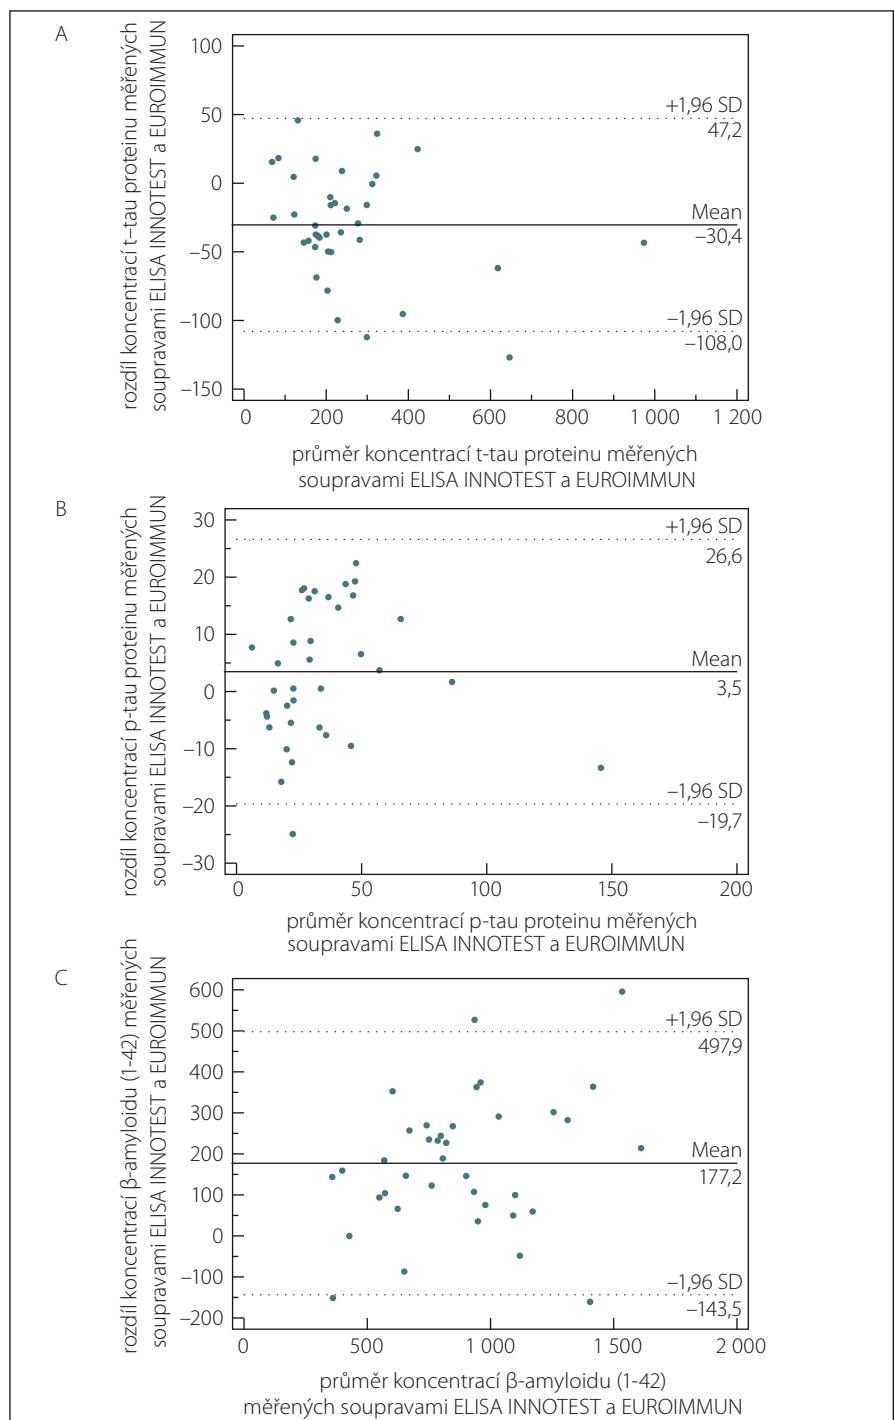 A
rozdíl koncentrací t–tau proteinu měřených
soupravami ELISA INNOTEST a EUROIMMUN
100
50
0
–50
–100
–150
+1,96 SD
47,2
Mean
–30,4
–1,96 SD
–108,0
0 200 400 600 800 1 000 1 200
průměr koncentrací t-tau proteinu měřených
soupravami ELISA INNOTEST a EUROIMMUN
B
rozdíl koncentrací p-tau proteinu měřených
soupravami ELISA INNOTEST a EUROIMMUN
30
20
10
0
–10
–20
–30
+1,96 SD
26,6
Mean
3,5
–1,96 SD
–19,7
0 50 100 150 200
průměr koncentrací p-tau proteinu měřených
soupravami ELISA INNOTEST a EUROIMMUN
C
rozdíl koncentrací β-amyloidu (1-42) měřených
soupravami ELISA INNOTEST a EUROIMMUN
600
500
400
300
200
100
0
–100
–200
+1,96 SD
497,9
Mean
177,2
–1,96 SD
–143,5
0 500 1 000 1 500 2 000
průměr koncentrací β-amyloidu (1-42)
měřených soupravami ELISA INNOTEST a EUROIMMUN